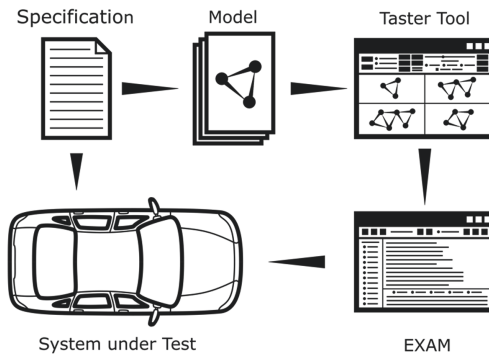 Specification
Model
Taster Tool
System under Test
EXAM